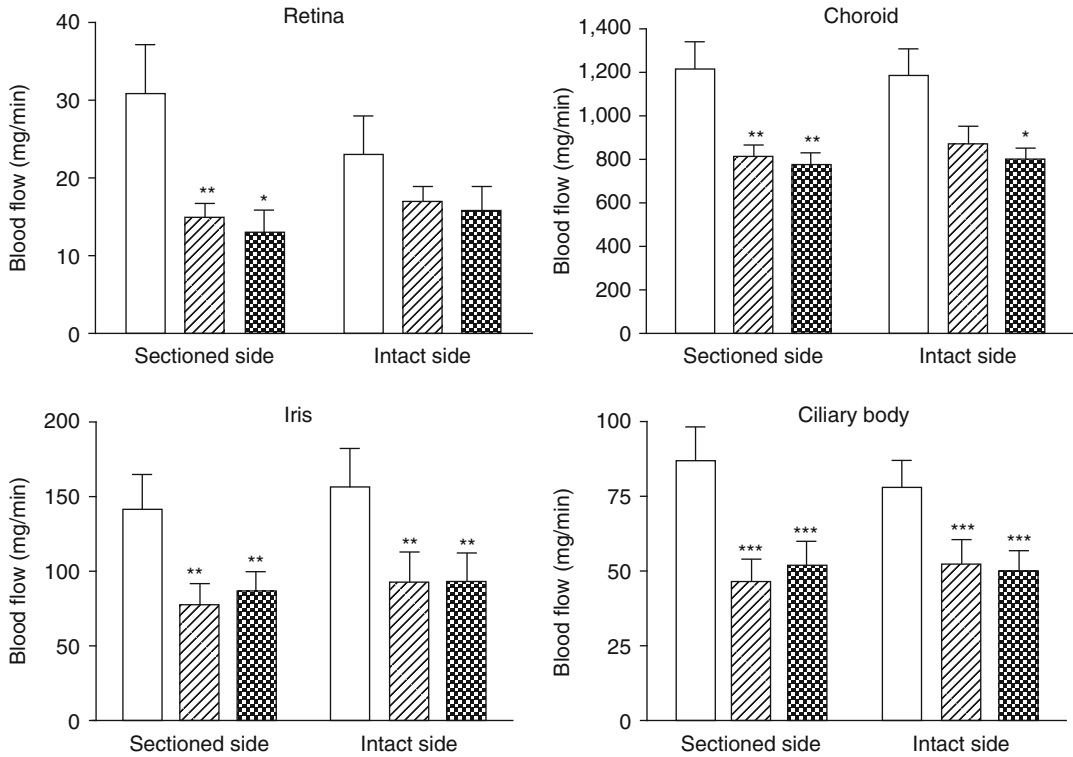 Retina
Blood flow (mg/min)
40
30
20
10
0
**
*
Sectioned side
Intact side
Choroid
Blood flow (mg/min)
1,400
1,200
1,000
800
600
400
200
0
**
**
*
Sectioned side
Intact side
Iris
Blood flow (mg/min)
200
150
100
50
0
**
**
**
**
Sectioned side
Intact side
Ciliary body
Blood flow (mg/min)
100
75
50
25
0
***
***
***
***
Sectioned side
Intact side